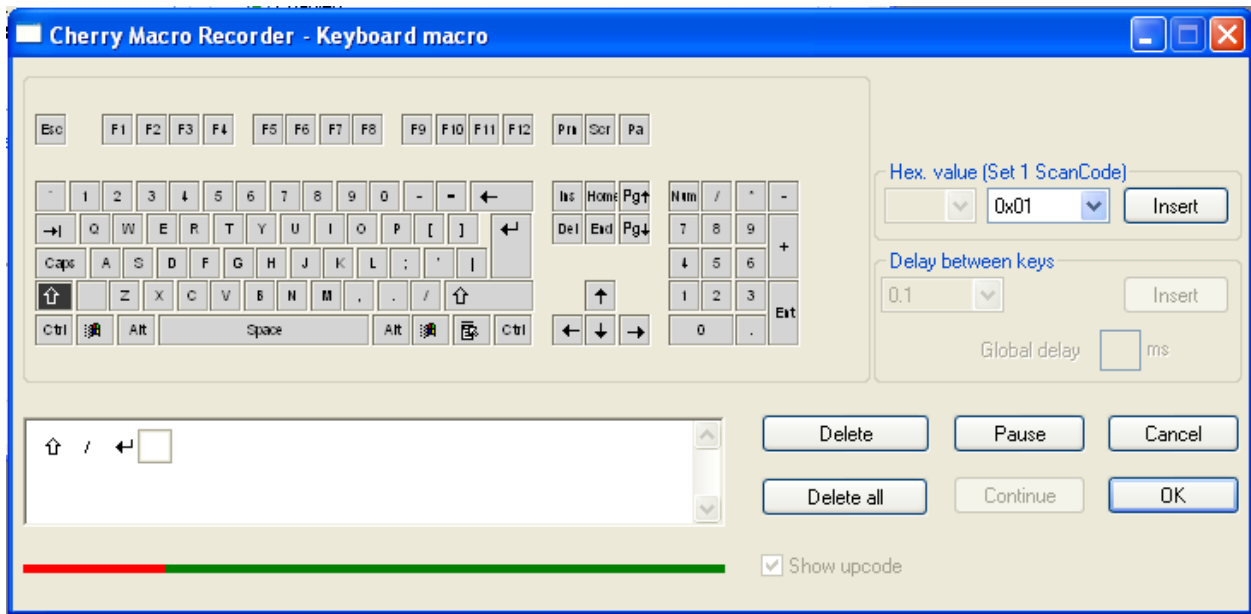 Cherry Macro Recorder - Keyboard macro
Esc F1 F2 F3 F4 F5 F6 F7 F8 F9 F10 F11 F12 Prn Scr Pa
Hex. value (Set 1 ScanCode)
0x01 Insert
` 1 2 3 4 5 6 7 8 9 0 - = ← Ins Home Pg↑ Num / * -
→| Q W E R T Y U I O P [ ] ↵ Del End Pg↓ 7 8 9 +
Caps A S D F G H J K L ; ' | 4 5 6
Delay between keys
0.1 Insert
⇧ Z X C V B N M , . / ⇧ ↑ 1 2 3 Ent
Ctrl Alt Space Alt Ctrl ← ↓ → 0 .
Global delay ms
⇧ / ↵
Delete Pause Cancel
Delete all Continue OK
Show upcode